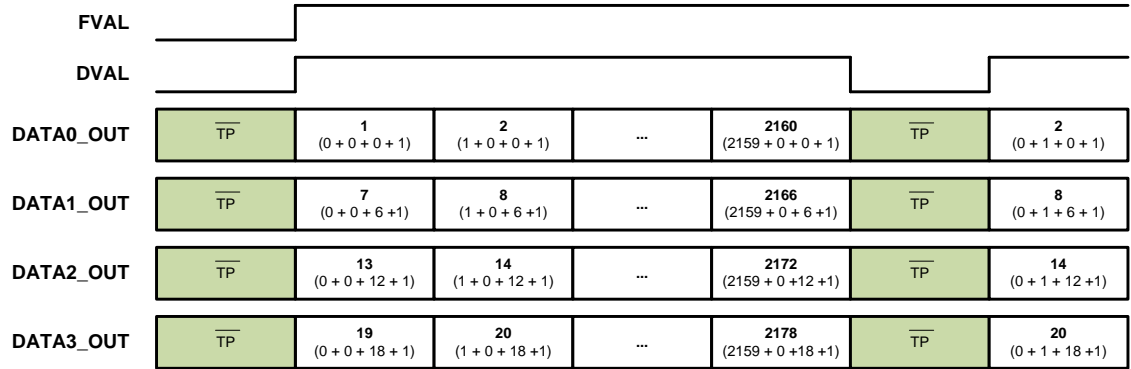 FVAL
DVAL
DATA0_OUT TP 1 2 ... 2160 TP 2
(0 + 0 + 0 + 1) (1 + 0 + 0 + 1) (2159 + 0 + 0 + 1) (0 + 1 + 0 + 1)
DATA1_OUT TP 7 8 ... 2166 TP 8
(0 + 0 + 6 +1) (1 + 0 + 6 +1) (2159 + 0 + 6 +1) (0 + 1 + 6 + 1)
DATA2_OUT TP 13 14 ... 2172 TP 14
(0 + 0 + 12 + 1) (1 + 0 + 12 + 1) (2159 + 0 +12 +1) (0 + 1 + 12 +1)
DATA3_OUT TP 19 20 ... 2178 TP 20
(0 + 0 + 18 + 1) (1 + 0 + 18 +1) (2159 + 0 +18 +1) (0 + 1 + 18 +1)